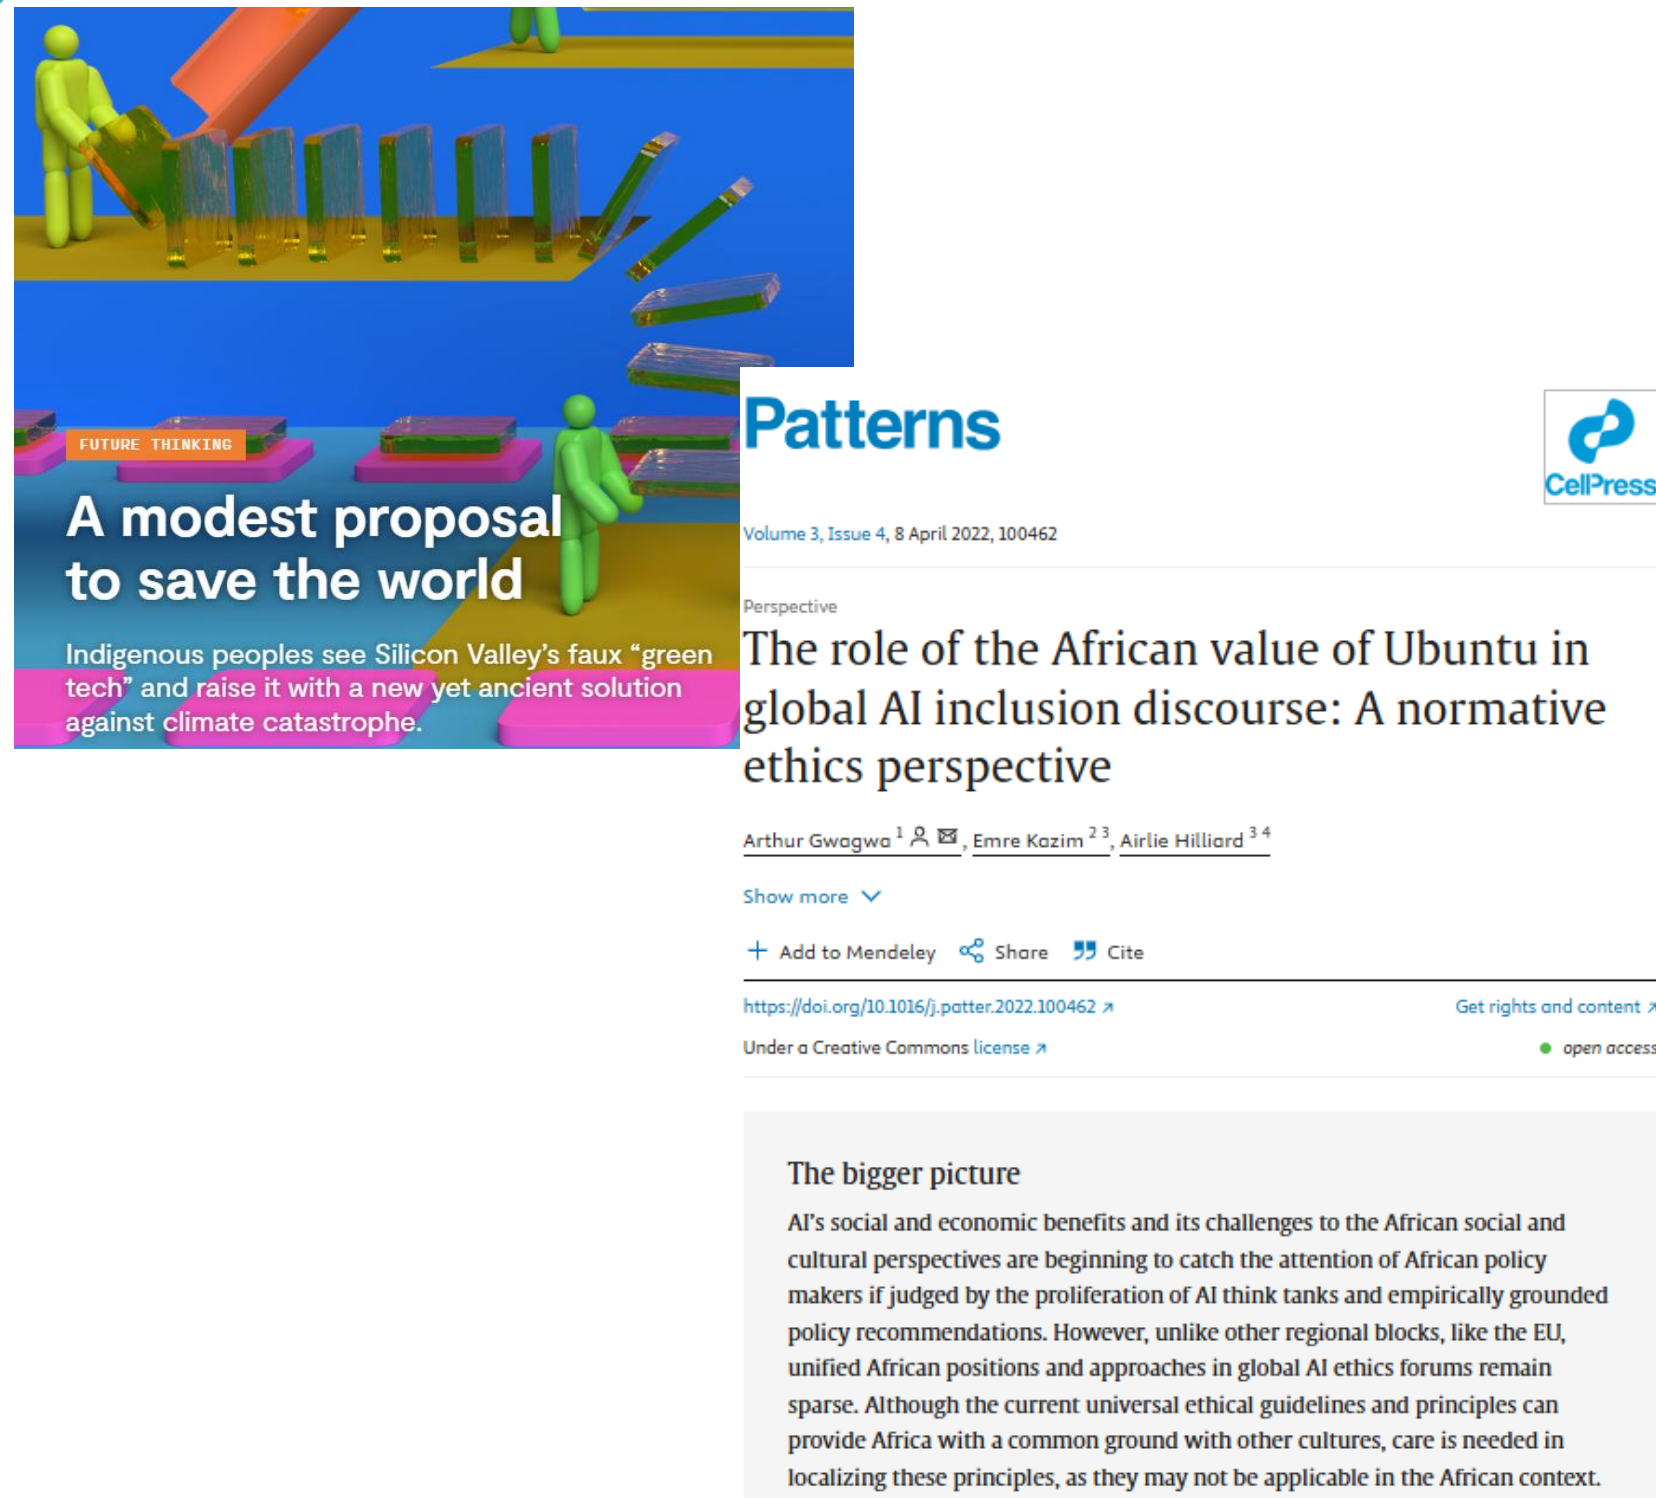 FUTURE THINKING
A modest proposal
to save the world
Indigenous peoples see Silicon Valley's faux “green
tech” and raise it with a new yet ancient solution
against climate catastrophe.
Patterns
CellPress
Volume 3, Issue 4, 8 April 2022, 100462
Perspective
The role of the African value of Ubuntu in
global AI inclusion discourse: A normative
ethics perspective
Arthur Gwagwa 1, Emre Kazim 2 3, Airlie Hilliard 3 4
Show more
Add to Mendeley Share Cite
https://doi.org/10.1016/j.patter.2022.100462 Get rights and content
Under a Creative Commons license open access
The bigger picture
AI's social and economic benefits and its challenges to the African social and
cultural perspectives are beginning to catch the attention of African policy
makers if judged by the proliferation of AI think tanks and empirically grounded
policy recommendations. However, unlike other regional blocks, like the EU,
unified African positions and approaches in global AI ethics forums remain
sparse. Although the current universal ethical guidelines and principles can
provide Africa with a common ground with other cultures, care is needed in
localizing these principles, as they may not be applicable in the African context.